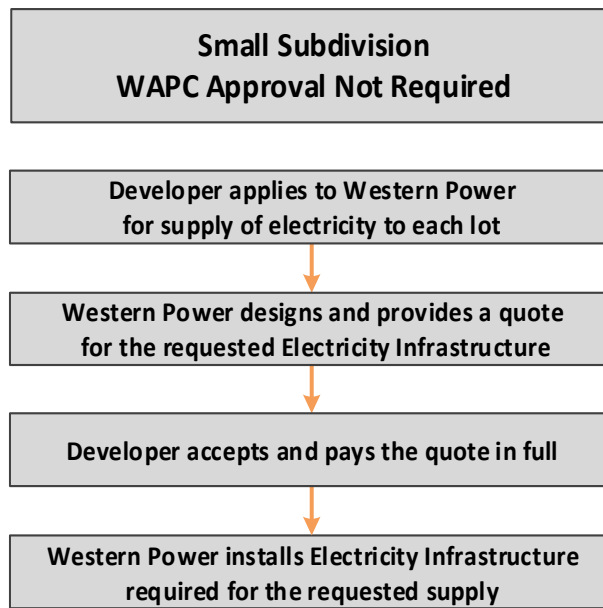 Small Subdivision
WAPC Approval Not Required
Developer applies to Western Power
for supply of electricity to each lot
Western Power designs and provides a quote
for the requested Electricity Infrastructure
Developer accepts and pays the quote in full
Western Power installs Electricity Infrastructure
required for the requested supply